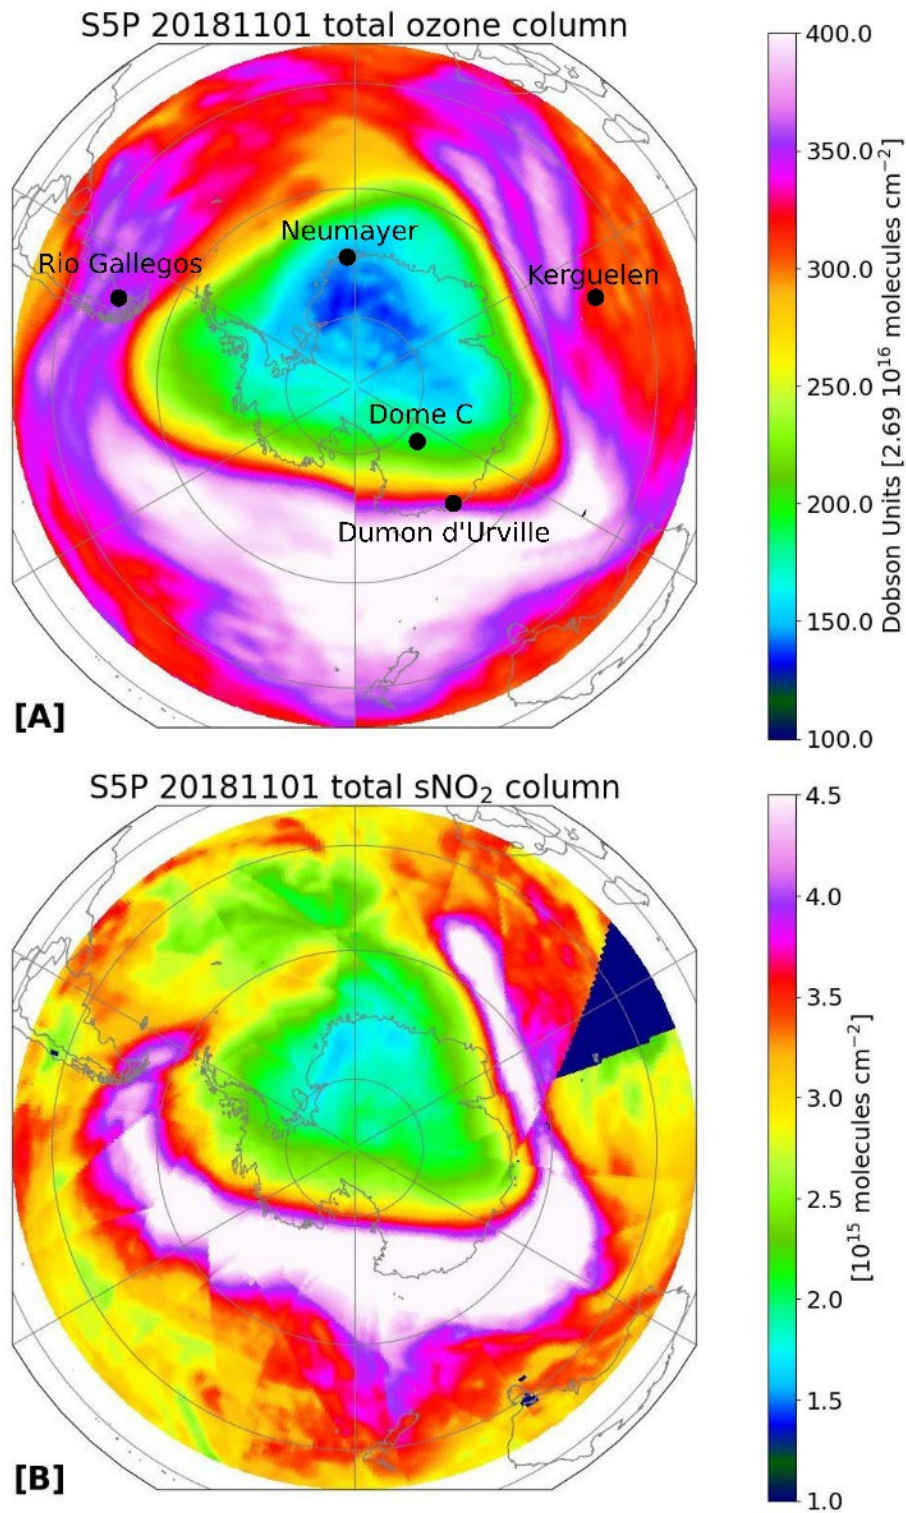 S5P 20181101 total ozone column
400.0
350.0
300.0
250.0
200.0
150.0
100.0
Dobson Units [2.69 10¹⁶ molecules cm⁻²]
Neumayer
Rio Gallegos
Kerguelen
Dome C
Dumon d'Urville
[A]
S5P 20181101 total sNO₂ column
4.5
4.0
3.5
3.0
2.5
2.0
1.5
1.0
[10¹⁵ molecules cm⁻²]
[B]